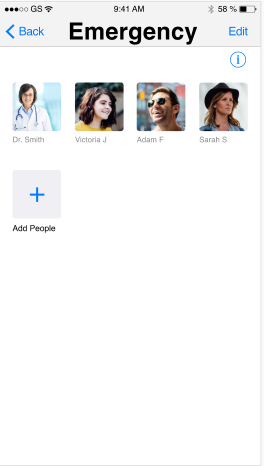 GS 9:41 AM 58 %
Back Emergency Edit
i
Dr. Smith Victoria J Adam F Sarah S
+
Add People